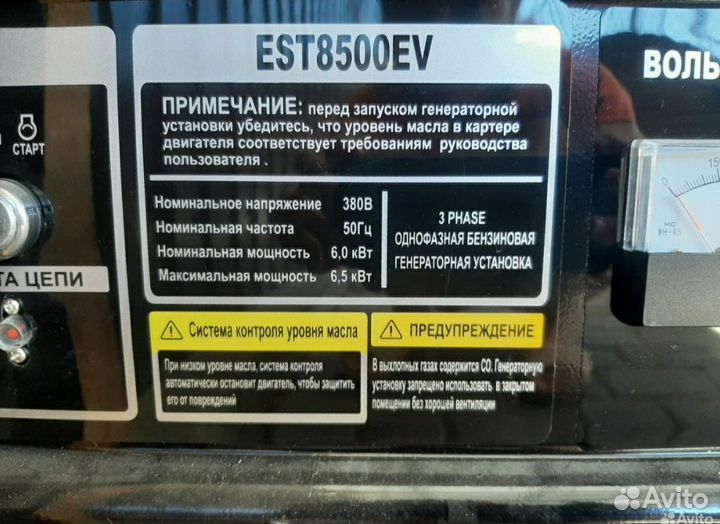 EST8500EV
ПРИМЕЧАНИЕ: перед запуском генераторной
установки убедитесь, что уровень масла в картере
двигателя соответствует требованиям руководства
пользователя .
Номинальное напряжение 380В
Номинальная частота 50Гц
Номинальная мощность 6,0 кВт
Максимальная мощность 6,5 кВт
3 PHASE
ОДНОФАЗНАЯ БЕНЗИНОВАЯ
ГЕНЕРАТОРНАЯ УСТАНОВКА
Система контроля уровня масла
При низком уровне масла, система контроля
автоматически остановит двигатель, чтобы защитить
его от повреждений
ПРЕДУПРЕЖДЕНИЕ
В выхлопных газах содержится СО. Генераторную
установку запрещено использовать в закрытом
помещении без хорошей вентиляции
СТАРТ
ТА ЦЕПИ
ВОЛЬ
0 15
Avito
Avito